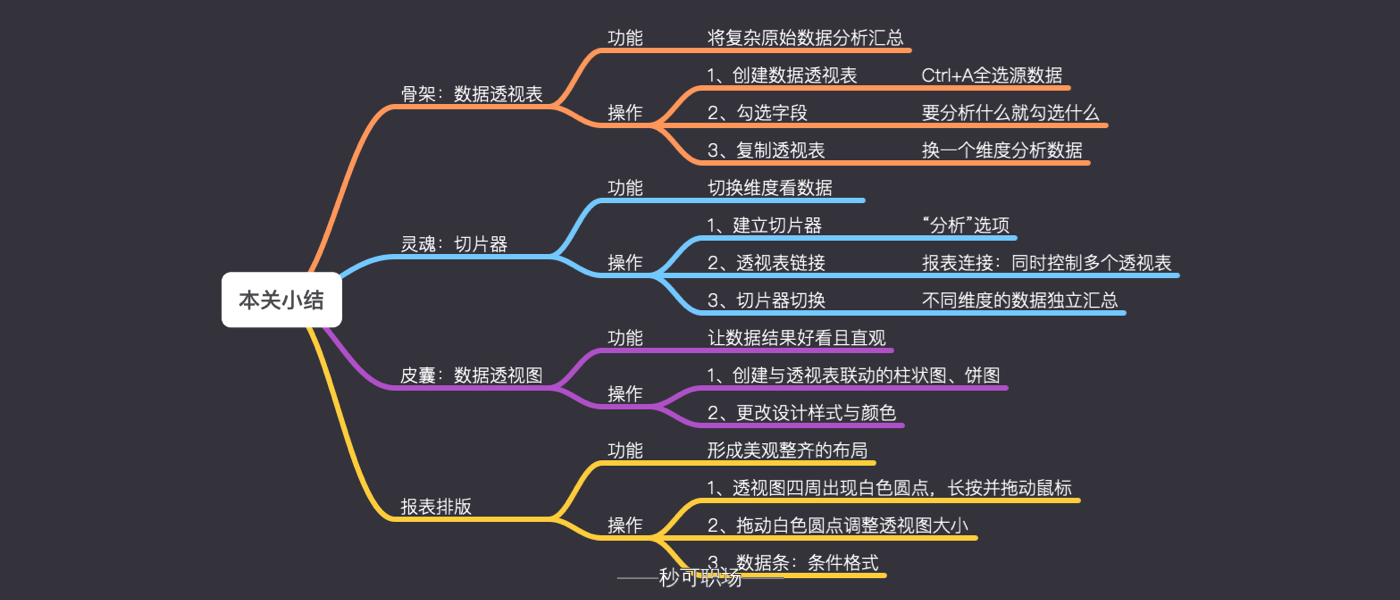 本关小结
骨架：数据透视表
功能
将复杂原始数据分析汇总
操作
1、创建数据透视表
Ctrl+A全选源数据
2、勾选字段
要分析什么就勾选什么
3、复制透视表
换一个维度分析数据
灵魂：切片器
功能
切换维度看数据
操作
1、建立切片器
“分析”选项
2、透视表链接
报表连接：同时控制多个透视表
3、切片器切换
不同维度的数据独立汇总
皮囊：数据透视图
功能
让数据结果好看且直观
操作
1、创建与透视表联动的柱状图、饼图
2、更改设计样式与颜色
报表排版
功能
形成美观整齐的布局
操作
1、透视图四周出现白色圆点，长按并拖动鼠标
2、拖动白色圆点调整透视图大小
3、数据条：条件格式
秒可职场